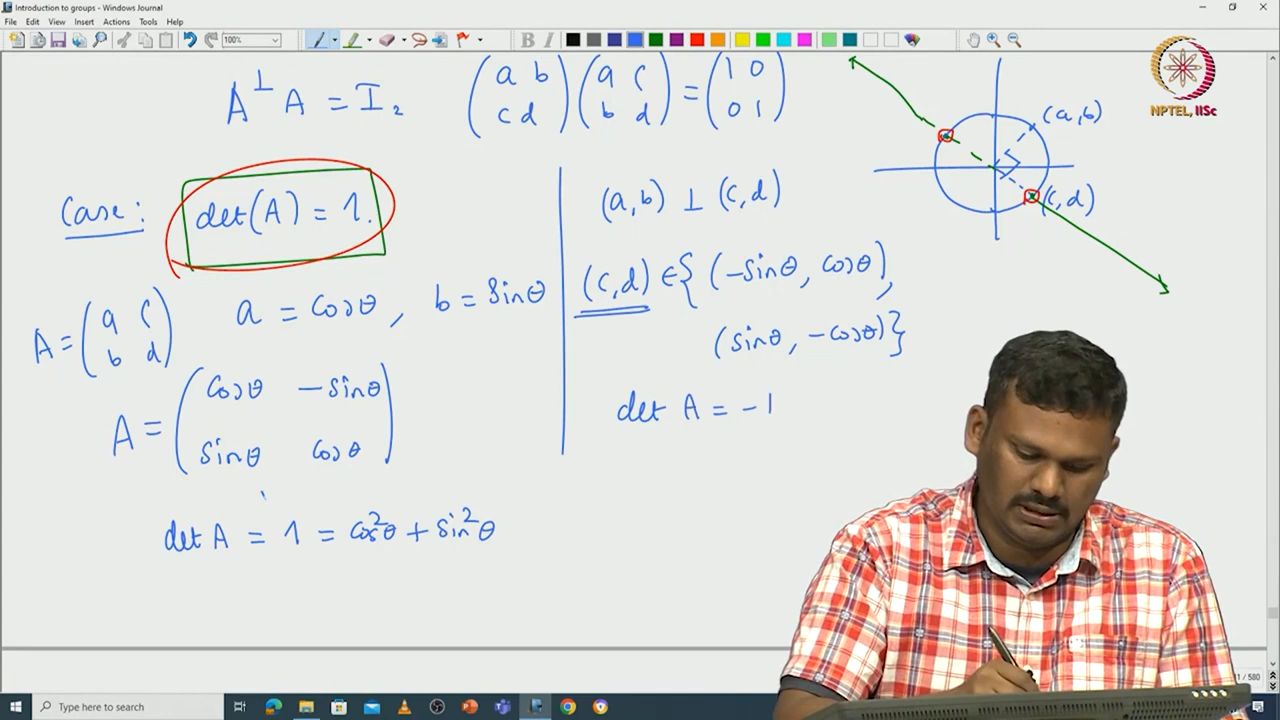 Introduction to groups - Windows Journal
File Edit View Insert Actions Tools Help
100%
NPTEL, IISc
A^⊥ A = I₂
(a b
c d) (a c
b d) = (1 0
0 1)
(a,b)
(c,d)
Case: det(A) = 1.
A = (a c
b d)
a = cosθ, b = sinθ
A = (cosθ -sinθ
sinθ cosθ)
det A = 1 = cos²θ + sin²θ
(a,b) ⊥ (c,d)
(c,d) ∈ { (-sinθ, cosθ),
(sinθ, -cosθ) }
det A = -1
1 / 580
Type here to search